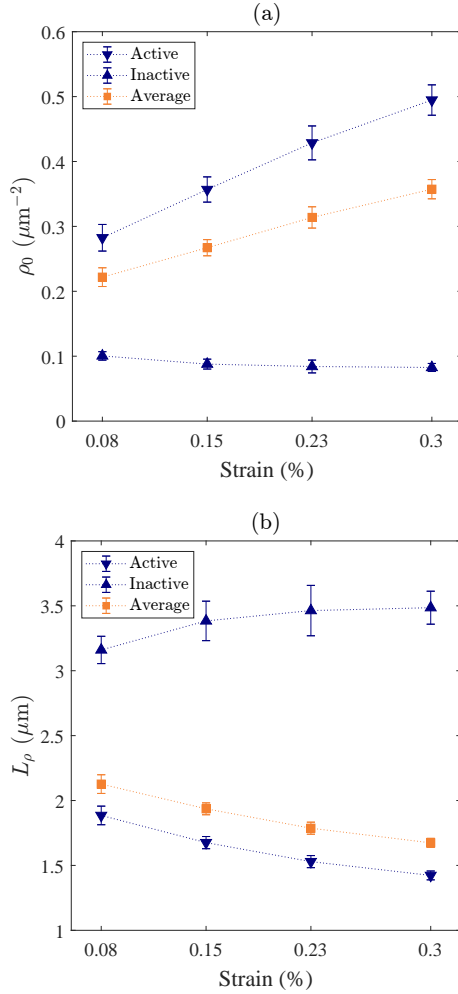 (a)
Active
Inactive
Average
0.6
0.5
0.4
0.3
0.2
0.1
0
ρ₀ (μm⁻²)
0.08 0.15 0.23 0.3
Strain (%)
(b)
Active
Inactive
Average
4
3.5
3
2.5
2
1.5
1
L_ρ (μm)
0.08 0.15 0.23 0.3
Strain (%)